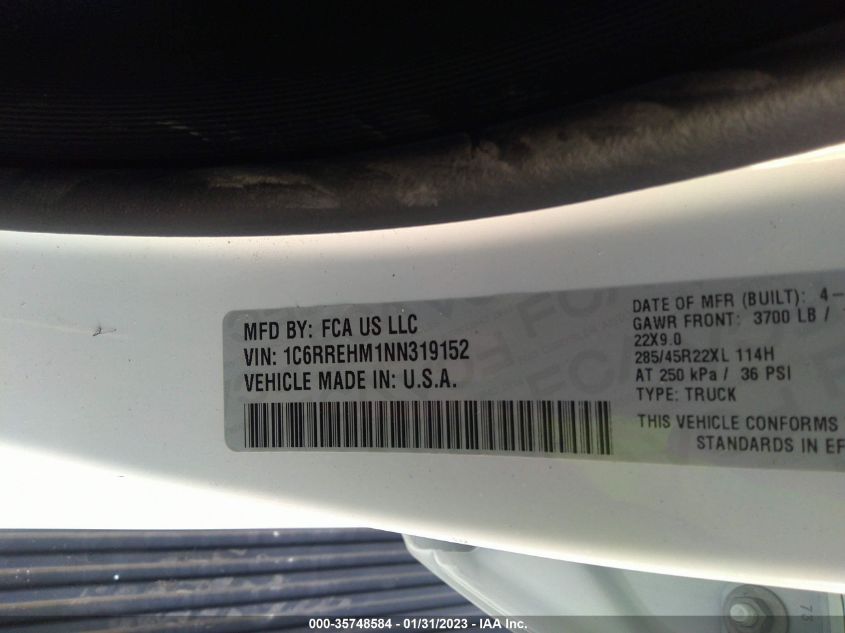 MFD BY: FCA US LLC
VIN: 1C6RREHM1NN319152
VEHICLE MADE IN: U.S.A.
DATE OF MFR (BUILT): 4-
GAWR FRONT: 3700 LB /
22X9.0
285/45R22XL 114H
AT 250 kPa / 36 PSI
TYPE: TRUCK
THIS VEHICLE CONFORMS
STANDARDS IN EF
73
000-35748584 - 01/31/2023 - IAA Inc.